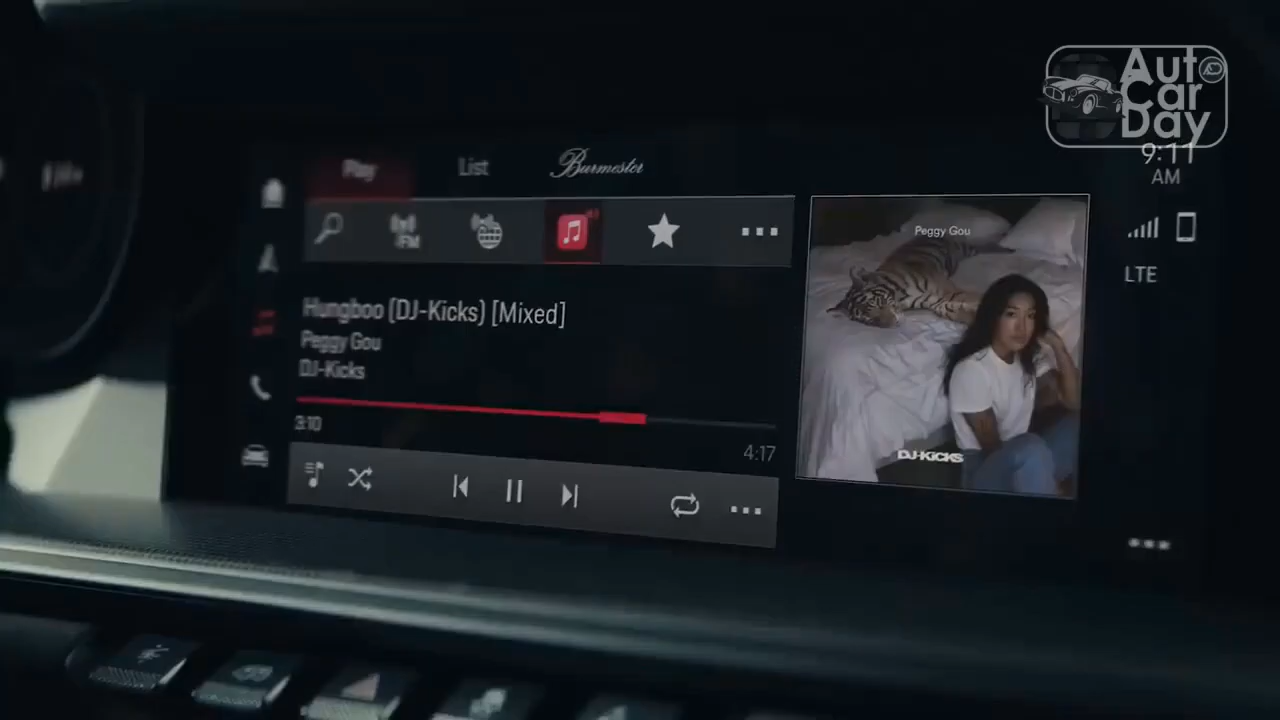 Aut
Car
Day
9:11
AM
Play
List
Burmester
FM
LTE
Peggy Gou
Hungboo (DJ-Kicks) [Mixed]
Peggy Gou
DJ-Kicks
3:10
4:17
DJ-KiCKS